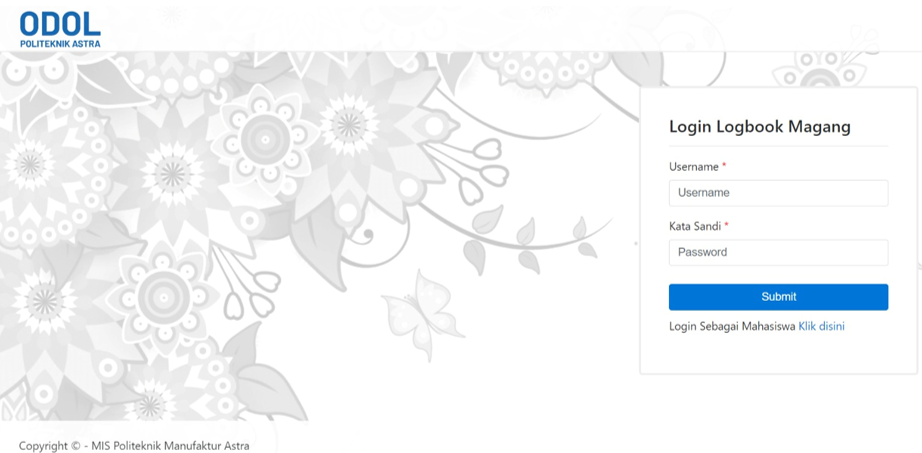 ODOL
POLITEKNIK ASTRA
Login Logbook Magang
Username *
Username
Kata Sandi *
Password
Submit
Login Sebagai Mahasiswa Klik disini
Copyright © - MIS Politeknik Manufaktur Astra